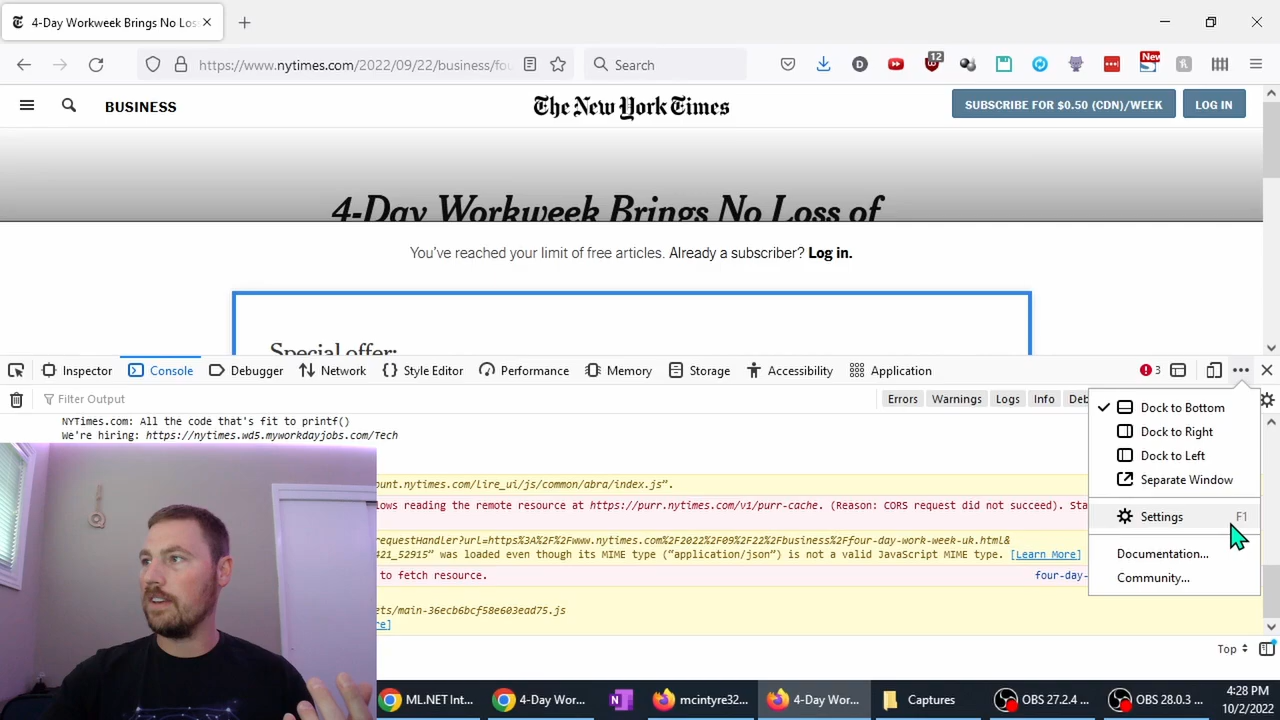 4-Day Workweek Brings No Los
https://www.nytimes.com/2022/09/22/business/fou
Search
12
New
BUSINESS
The New York Times
SUBSCRIBE FOR $0.50 (CDN)/WEEK
LOG IN
4-Day Workweek Brings No Loss of
You've reached your limit of free articles. Already a subscriber? Log in.
Special offer:
Inspector
Console
Debugger
Network
Style Editor
Performance
Memory
Storage
Accessibility
Application
3
Filter Output
Errors
Warnings
Logs
Info
Deb
NYTimes.com: All the code that's fit to printf()
We're hiring: https://nytimes.wd5.myworkdayjobs.com/Tech
ount.nytimes.com/lire_ui/js/common/abra/index.js”.
lows reading the remote resource at https://purr.nytimes.com/v1/purr-cache. (Reason: CORS request did not succeed). Sta
requestHandler?url=https%3A%2F%2Fwww.nytimes.com%2F2022%2F09%2F22%2Fbusiness%2Ffour-day-work-week-uk.html&
421_52915” was loaded even though its MIME type (“application/json”) is not a valid JavaScript MIME type. [Learn More]
to fetch resource.
four-day-
ets/main-36ecb6bcf58e603ead75.js
re]
Dock to Bottom
Dock to Right
Dock to Left
Separate Window
Settings F1
Documentation...
Community...
Top
ML.NET Int...
4-Day Wor...
mcintyre32...
4-Day Wor...
Captures
OBS 27.2.4 ...
OBS 28.0.3 ...
4:28 PM
10/2/2022